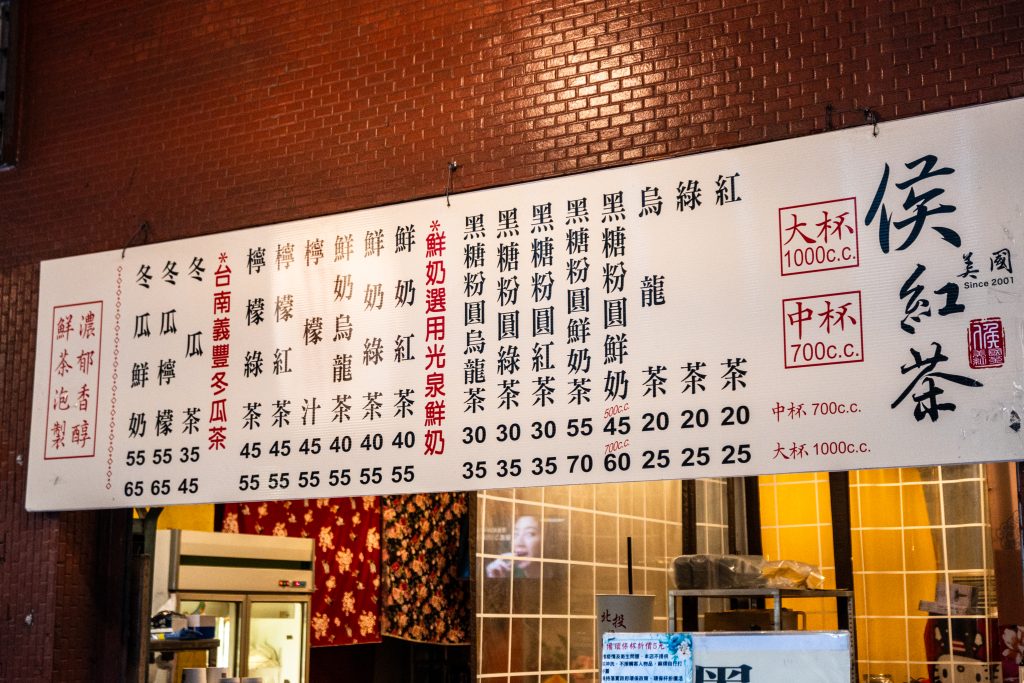 侯紅茶
美國
Since 2001
大杯
1000c.c.
中杯
700c.c.
中杯 700c.c.
大杯 1000c.c.
紅茶 20 25
綠茶 20 25
烏龍茶 20 25
黑糖粉圓鮮奶 500c.c. 45 700c.c. 60
黑糖粉圓鮮奶茶 55 70
黑糖粉圓紅茶 30 35
黑糖粉圓綠茶 30 35
黑糖粉圓烏龍茶 30 35
*鮮奶選用光泉鮮奶
鮮奶紅茶 40 55
鮮奶綠茶 40 55
鮮奶烏龍茶 40 55
檸檬汁 45 55
檸檬紅茶 45 55
檸檬綠茶 45 55
*台南義豐冬瓜茶
冬瓜茶 35 45
冬瓜檸檬 55 65
冬瓜鮮奶 55 65
濃郁香醇
鮮茶泡製
北投